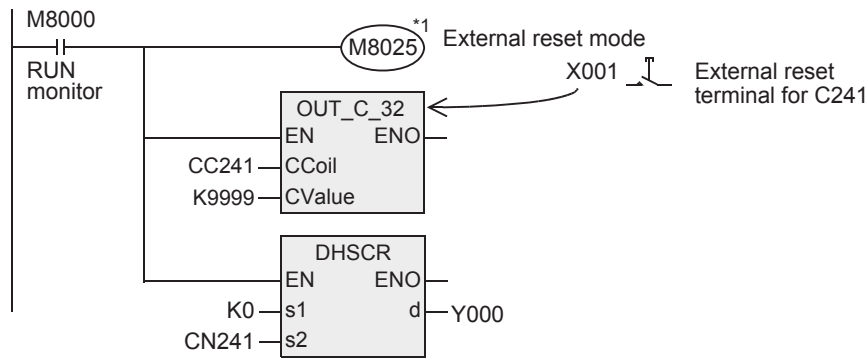 M8000
RUN
monitor
M8025
*1
External reset mode
X001
External reset
terminal for C241
OUT_C_32
EN ENO
CC241 CCoil
K9999 CValue
DHSCR
EN ENO
K0 s1 d Y000
CN241 s2